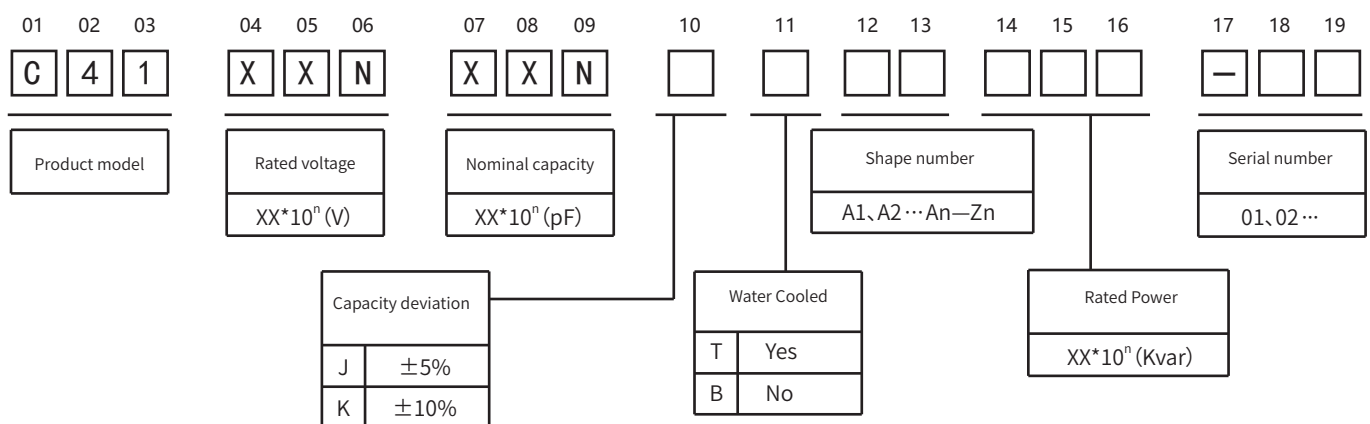 01 02 03 04 05 06 07 08 09 10 11 12 13 14 15 16 17 18 19
C 4 1 X X N X X N —
Product model
Rated voltage
XX*10ⁿ (V)
Nominal capacity
XX*10ⁿ (pF)
Shape number
A1、A2⋯An—Zn
Serial number
01、02⋯
Capacity deviation
J ±5%
K ±10%
Water Cooled
T Yes
B No
Rated Power
XX*10ⁿ (Kvar)